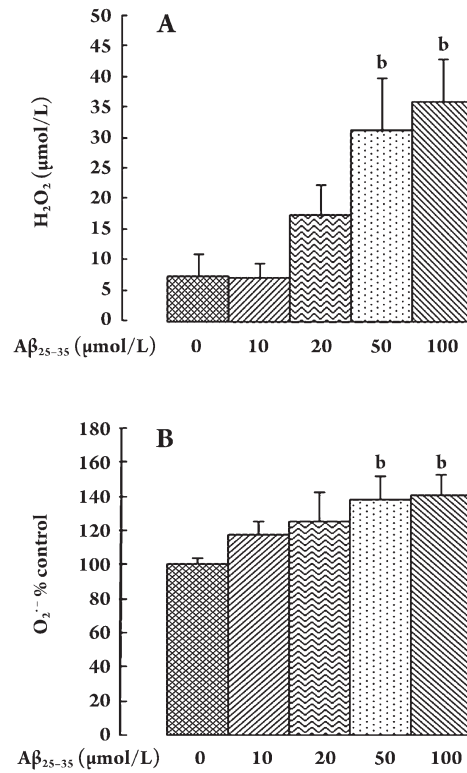 A
50
45
40
35
30
25
20
15
10
5
0
H₂O₂ (μmol/L)
b
b
Aβ₂₅₋₃₅ (μmol/L) 0 10 20 50 100
B
180
160
140
120
100
80
60
40
20
0
O₂˙⁻ % control
b
b
Aβ₂₅₋₃₅ (μmol/L) 0 10 20 50 100